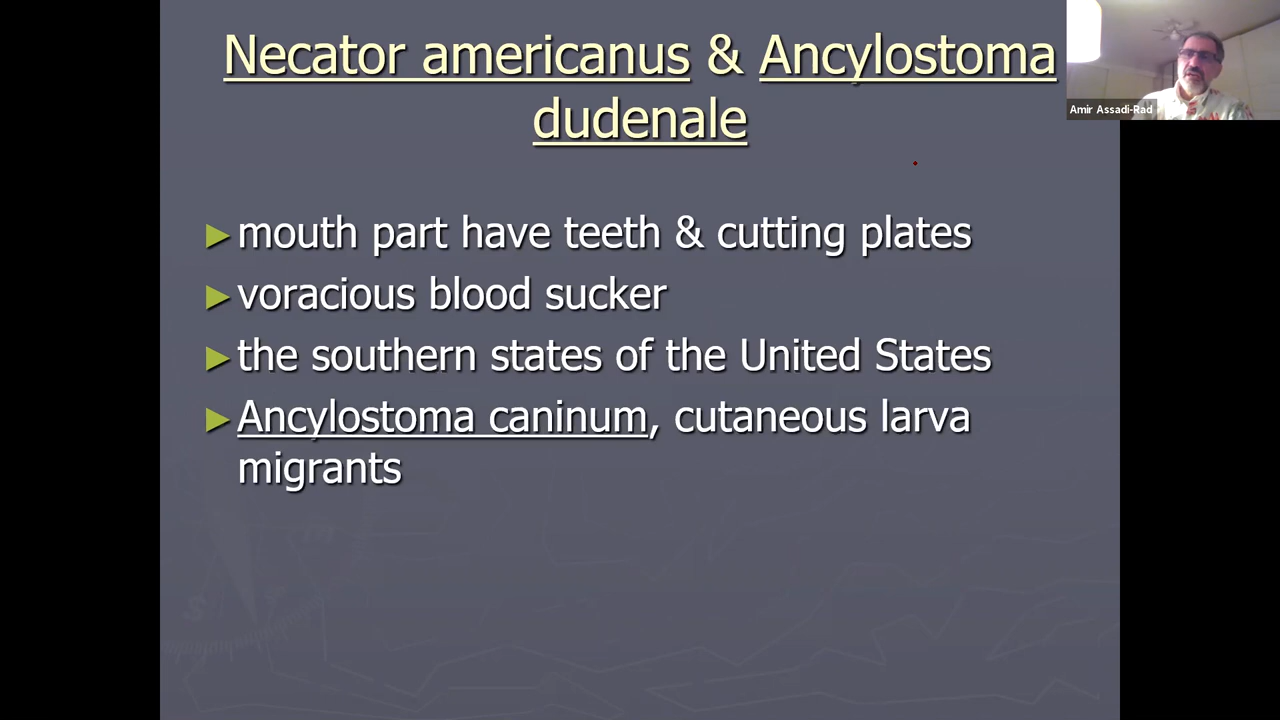 Necator americanus & Ancylostoma
dudenale
Amir Assadi-Rad
► mouth part have teeth & cutting plates
► voracious blood sucker
► the southern states of the United States
► Ancylostoma caninum, cutaneous larva
migrants